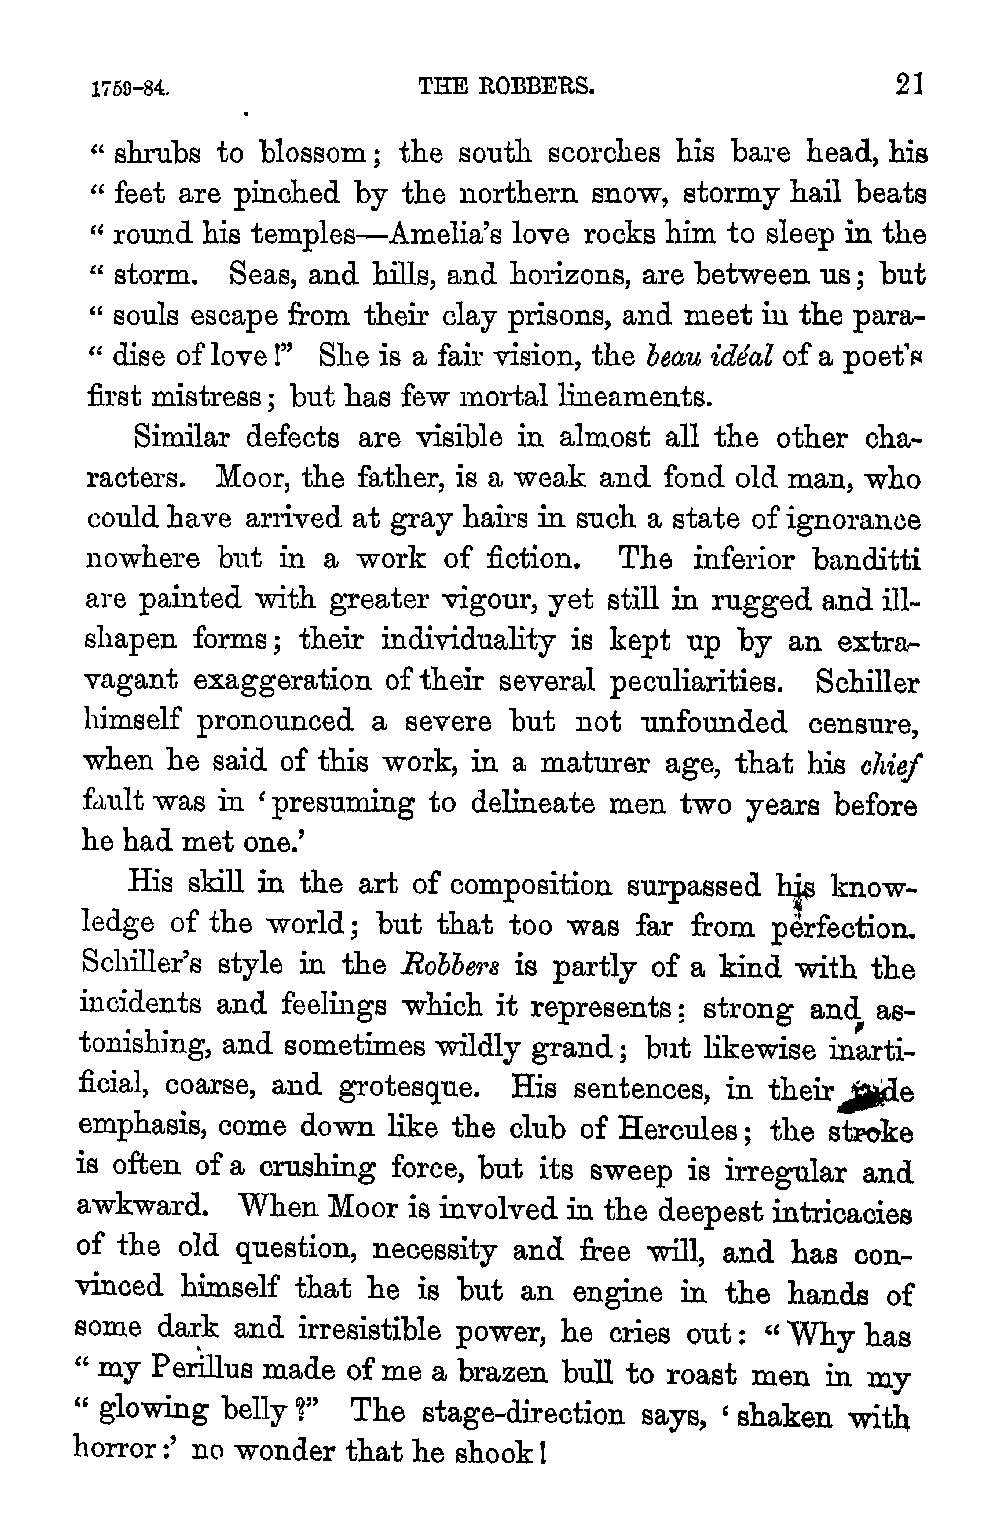 1759-84. THE ROBBERS. 21
“ shrubs to blossom; the south scorches his bare head, his
“ feet are pinched by the northern snow, stormy hail beats
“ round his temples—Amelia’s love rocks him to sleep in the
“ storm. Seas, and hills, and horizons, are between us; but
“ souls escape from their clay prisons, and meet in the para-
“ dise of love!” She is a fair vision, the beau idéal of a poet’s
first mistress; but has few mortal lineaments.
Similar defects are visible in almost all the other cha-
racters. Moor, the father, is a weak and fond old man, who
could have arrived at gray hairs in such a state of ignorance
nowhere but in a work of fiction. The inferior banditti
are painted with greater vigour, yet still in rugged and ill-
shapen forms; their individuality is kept up by an extra-
vagant exaggeration of their several peculiarities. Schiller
himself pronounced a severe but not unfounded censure,
when he said of this work, in a maturer age, that his chief
fault was in ‘presuming to delineate men two years before
he had met one.’
His skill in the art of composition surpassed his know-
ledge of the world; but that too was far from perfection.
Schiller’s style in the Robbers is partly of a kind with the
incidents and feelings which it represents: strong and as-
tonishing, and sometimes wildly grand; but likewise inarti-
ficial, coarse, and grotesque. His sentences, in their rude
emphasis, come down like the club of Hercules; the stroke
is often of a crushing force, but its sweep is irregular and
awkward. When Moor is involved in the deepest intricacies
of the old question, necessity and free will, and has con-
vinced himself that he is but an engine in the hands of
some dark and irresistible power, he cries out: “Why has
“ my Perillus made of me a brazen bull to roast men in my
“ glowing belly?” The stage-direction says, ‘shaken with
horror:’ no wonder that he shook!